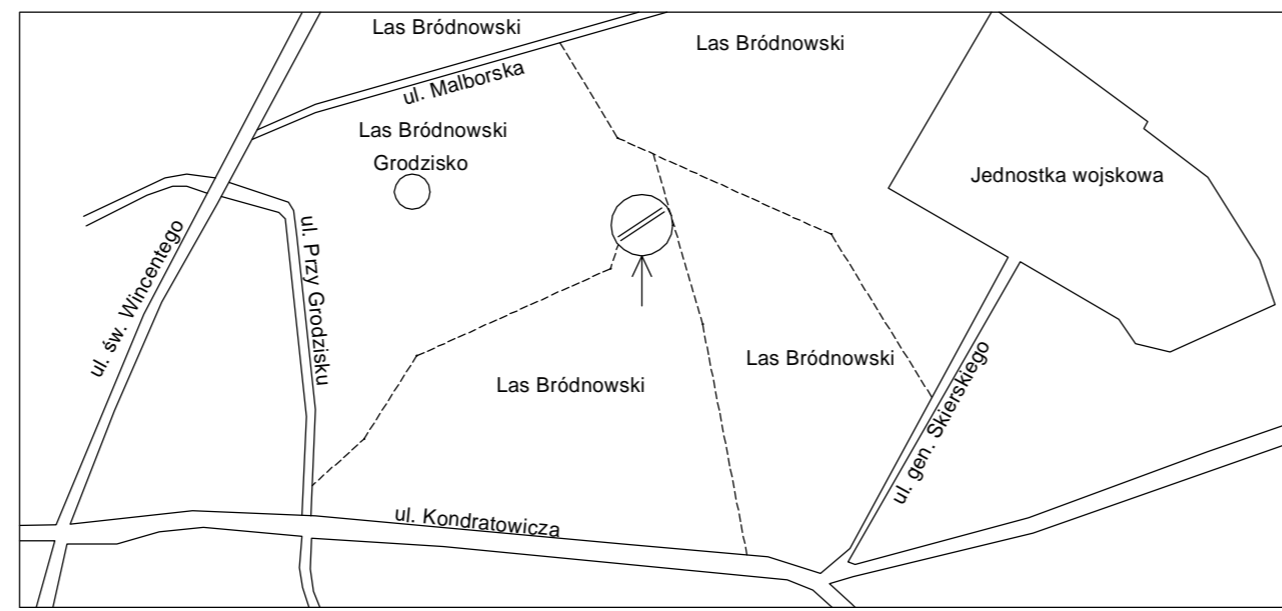 Las Bródnowski
Las Bródnowski
ul. Malborska
Las Bródnowski
Grodzisko
Jednostka wojskowa
ul. św. Wincentego
ul. Przy Grodzisku
Las Bródnowski
Las Bródnowski
ul. gen. Skierskiego
ul. Kondratowicza